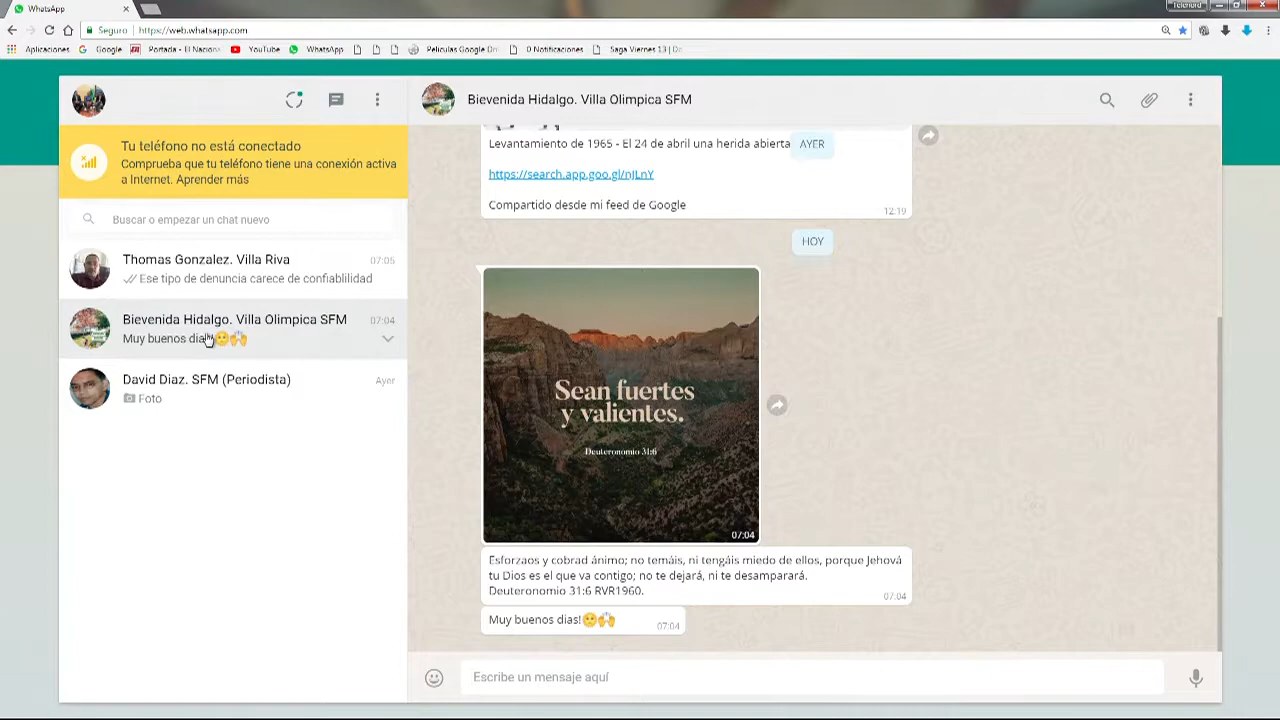 WhatsApp
Telenord
Seguro https://web.whatsapp.com
Aplicaciones Google Portada - El Nacion YouTube WhatsApp Peliculas Google Dri 0 Notificaciones Saga Viernes 13 | De
Bievenida Hidalgo. Villa Olimpica SFM
Tu teléfono no está conectado
Comprueba que tu teléfono tiene una conexión activa
a Internet. Aprender más
Buscar o empezar un chat nuevo
Thomas Gonzalez. Villa Riva 07:05
Ese tipo de denuncia carece de confiablilidad
Bievenida Hidalgo. Villa Olimpica SFM 07:04
Muy buenos dias!🙂🙌
David Diaz. SFM (Periodista) Ayer
Foto
Levantamiento de 1965 - El 24 de abril una herida abierta
AYER
https://search.app.goo.gl/nJLnY
Compartido desde mi feed de Google
12:19
HOY
Sean fuertes
y valientes.
Deuteronomio 31:6
07:04
Esforzaos y cobrad ánimo; no temáis, ni tengáis miedo de ellos, porque Jehová
tu Dios es el que va contigo; no te dejará, ni te desamparará.
Deuteronomio 31:6 RVR1960.
07:04
Muy buenos dias!🙂🙌
07:04
Escribe un mensaje aquí